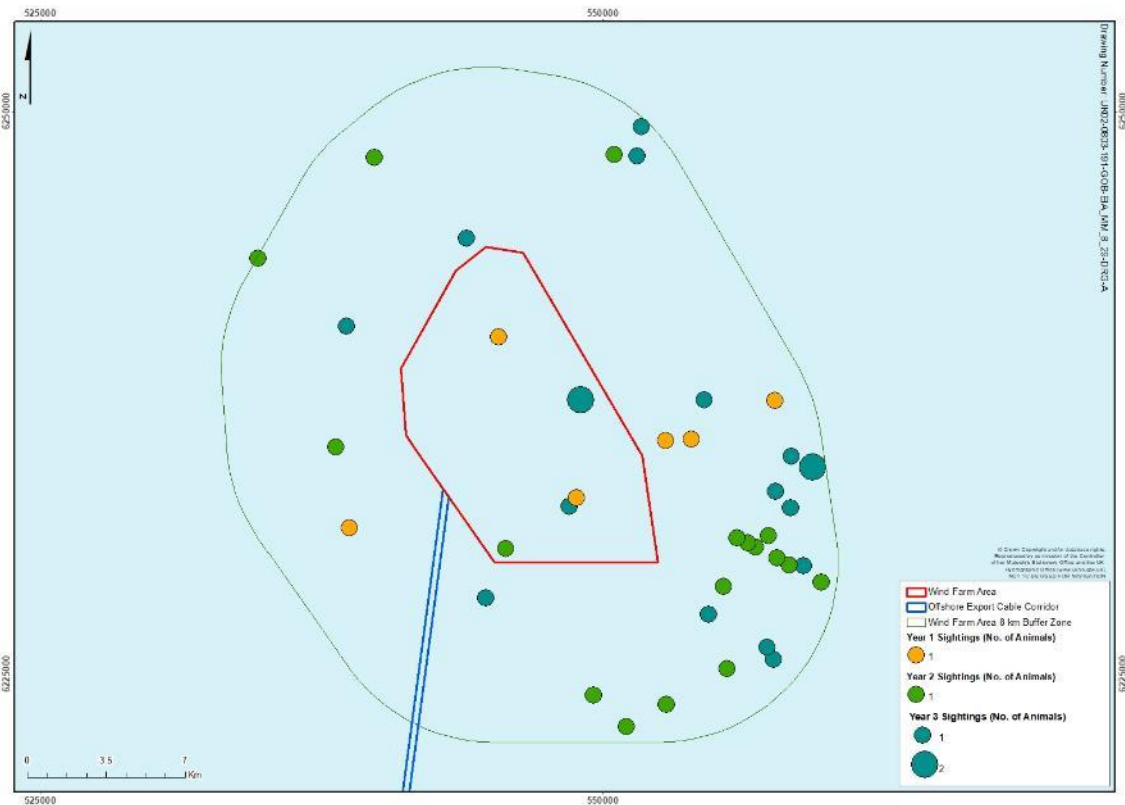 525000
550000
N
6250000
6250000
Wind Farm Area
Offshore Export Cable Corridor
Wind Farm Area 8 km Buffer Zone
Year 1 Sightings (No. of Animals)
1
Year 2 Sightings (No. of Animals)
1
Year 3 Sightings (No. of Animals)
1
2
6225000
6225000
0
3.5
7
Km
525000
550000